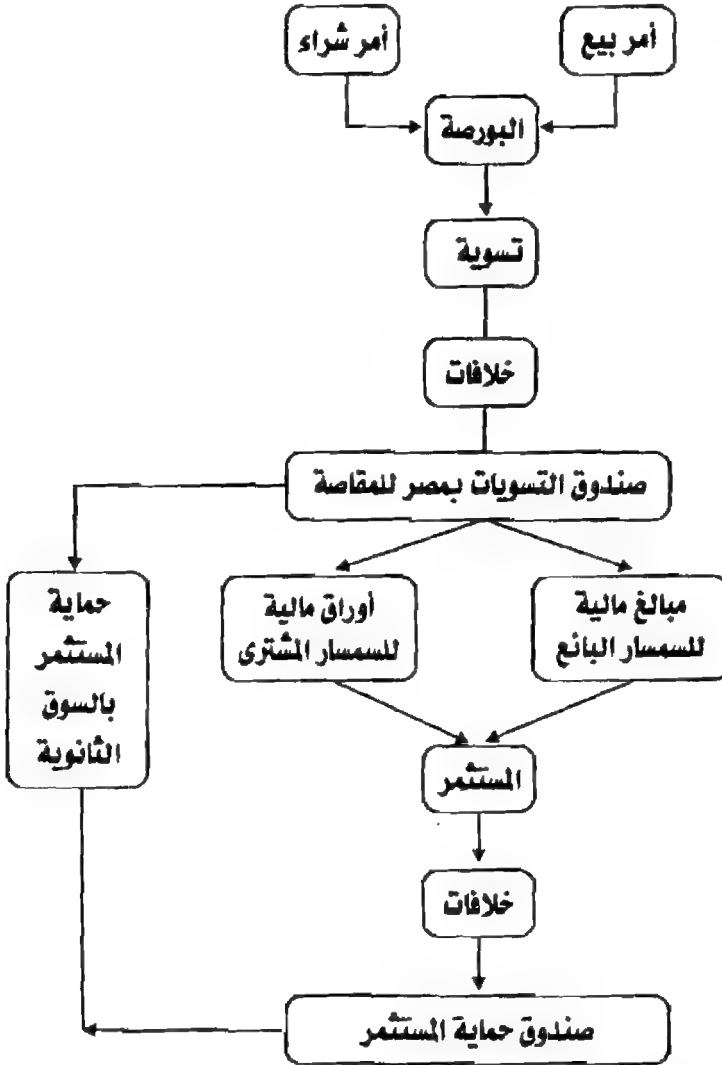 أمر بيع
أمر شراء
البورصة
تسوية
خلافات
صندوق التسويات بمصر للمقاصة
مبالغ مالية
للسمسار البائع
أوراق مالية
للسمسار المشترى
حماية
المستثمر
بالسوق
الثانوية
المستثمر
خلافات
صندوق حماية المستثمر